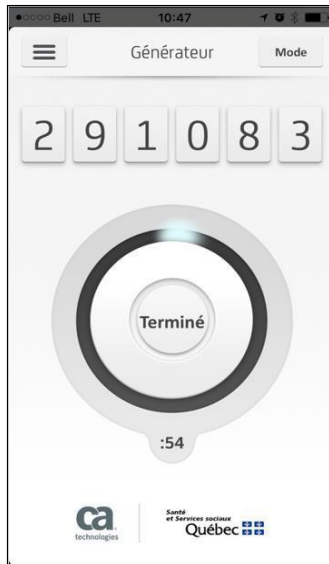 Bell LTE 10:47
Générateur Mode
2 9 1 0 8 3
Terminé
:54
ca
technologies
Santé
et Services sociaux
Québec